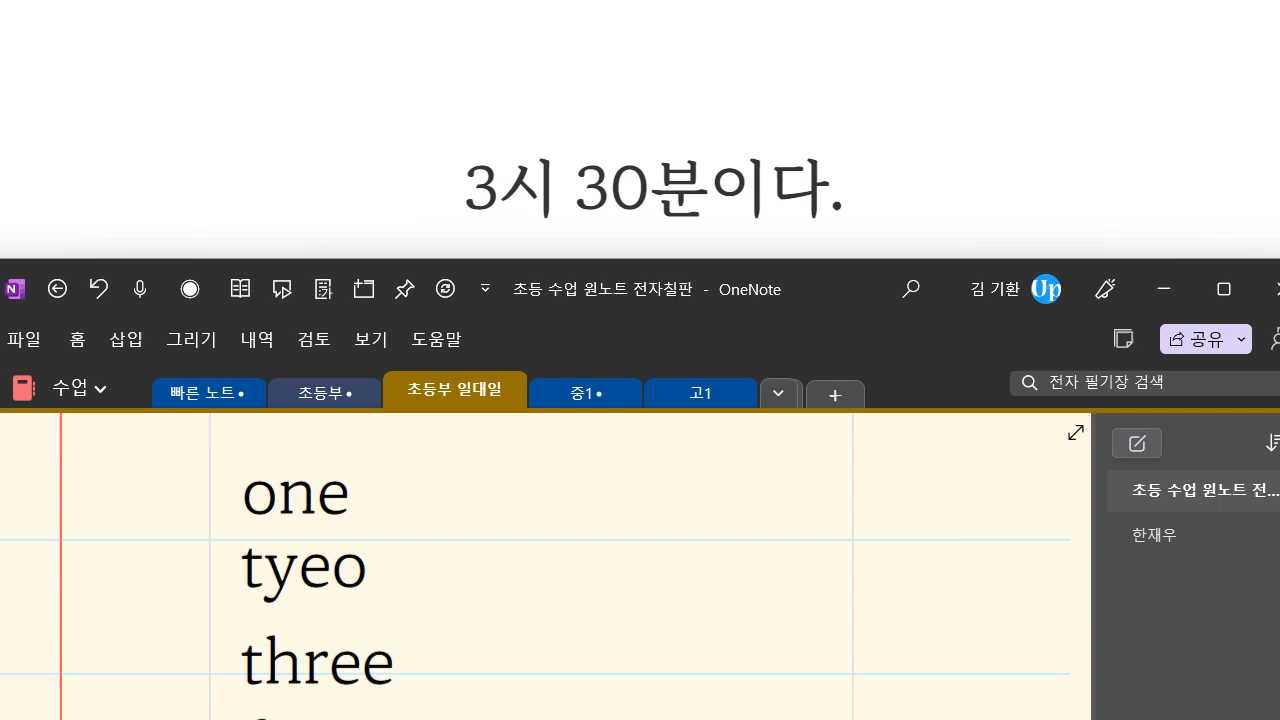 3시 30분이다.
초등 수업 원노트 전자칠판 - OneNote
김 기환
Up
파일 홈 삽입 그리기 내역 검토 보기 도움말
공유
수업
빠른 노트•
초등부•
초등부 일대일
중1•
고1
전자 필기장 검색
one
tyeo
three
초등 수업 원노트 전...
한재우